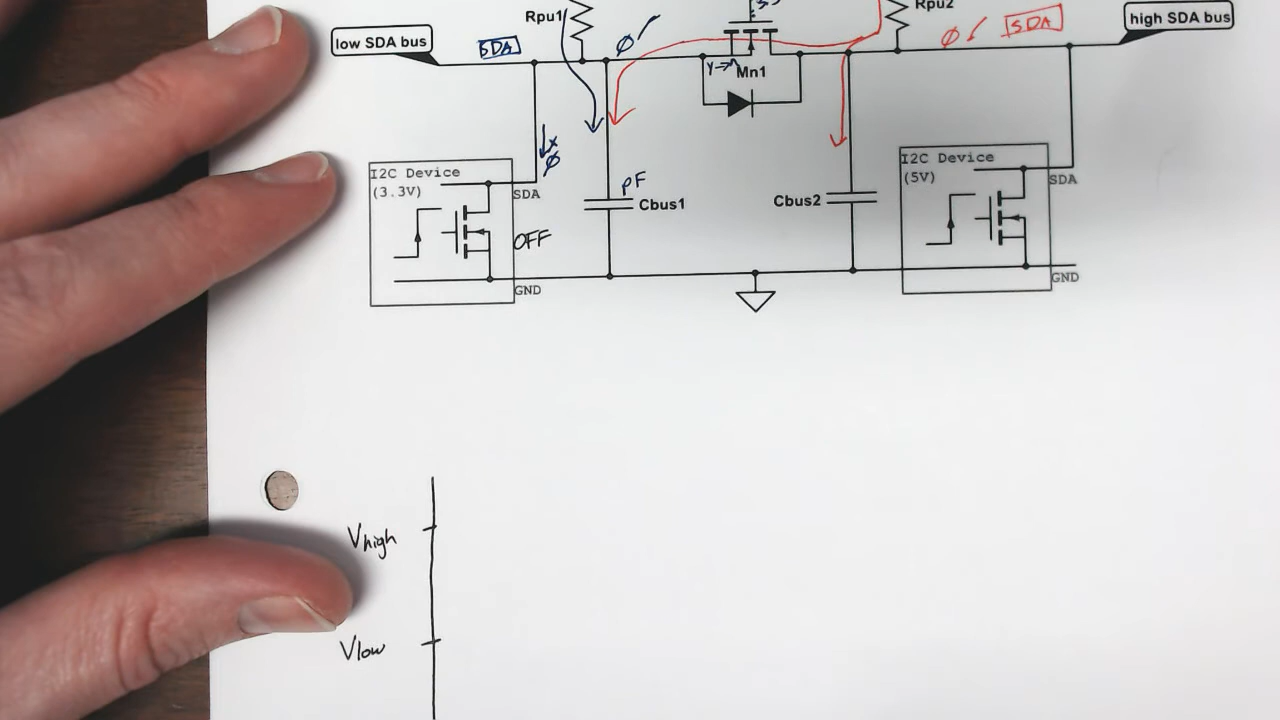 Rpu1
Rpu2
low SDA bus
SDA
Ø
Ø
SDA
high SDA bus
Y→
Mn1
x
Ø
I2C Device
(3.3V)
SDA
OFF
GND
pF
Cbus1
Cbus2
I2C Device
(5V)
SDA
GND
Vhigh
Vlow